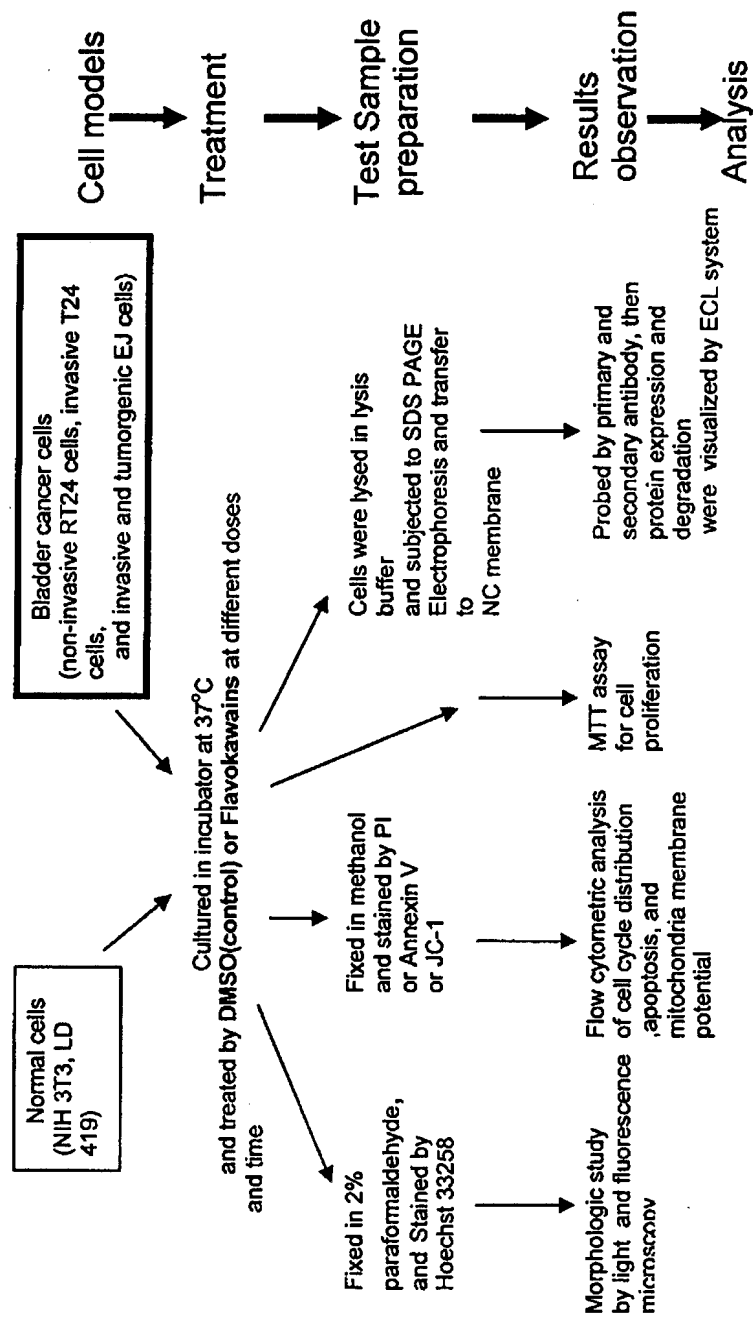 Normal cells
(NIH 3T3, LD
419)
Bladder cancer cells
(non-invasive RT24 cells, invasive T24
cells,
and invasive and tumorgenic EJ cells)
Cell models
Cultured in incubator at 37°C
and treated by DMSO(control) or Flavokawains at different doses
and time
Treatment
Fixed in 2%
paraformaldehyde,
and Stained by
Hoechst 33258
Fixed in methanol
and stained by PI
or Annexin V
or JC-1
Cells were lysed in lysis
buffer
and subjected to SDS PAGE
Electrophoresis and transfer
to
NC membrane
Test Sample
preparation
Morphologic study
by light and fluorescence
microscopy
Flow cytometric analysis
of cell cycle distribution
,apoptosis, and
mitochondria membrane
potential
MTT assay
for cell
proliferation
Probed by primary and
secondary antibody, then
protein expression and
degradation
were visualized by ECL system
Results
observation
Analysis